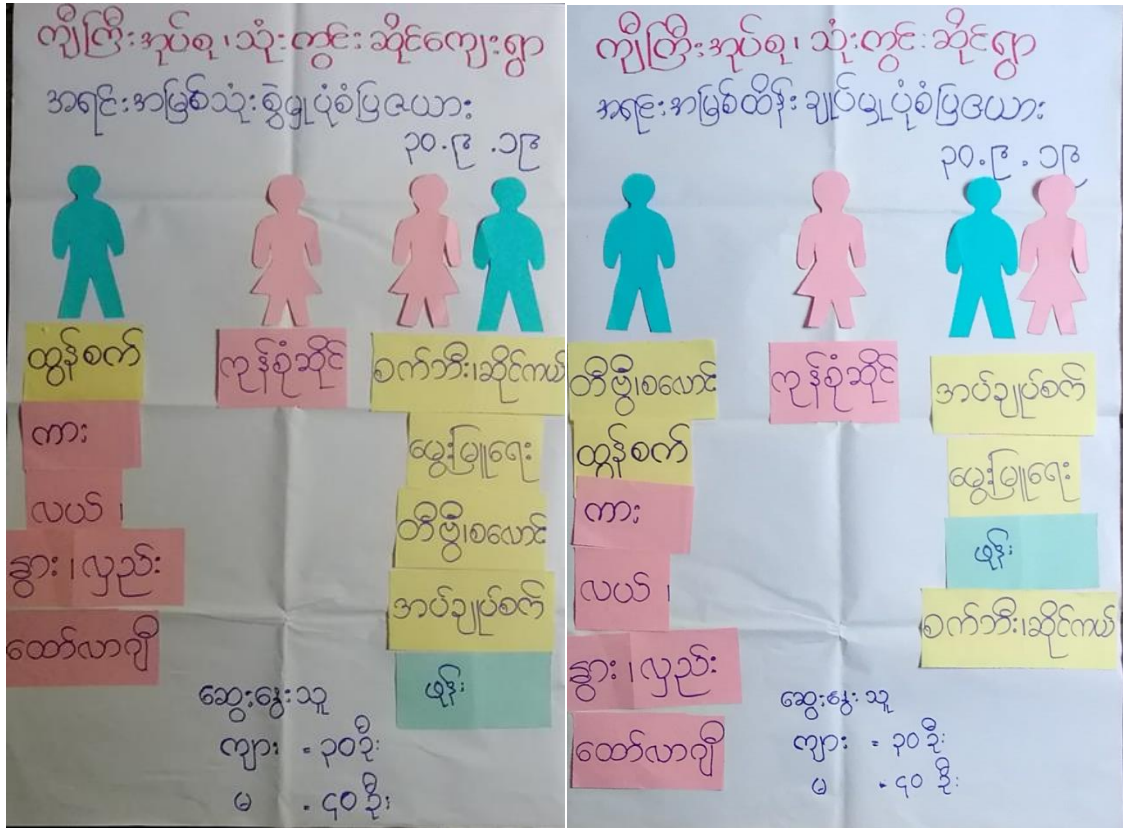 ကျီကြီးအုပ်စု၊သုံးကွင်းဆိုင်ကျေးရွာ
အရင်းအမြစ်သုံးစွဲမှုပုံစံပြဇယား
၃၀.၉.၁၉
ထွန်စက်
ကုန်စုံဆိုင်
စက်ဘီး၊ဆိုင်ကယ်
ကား
မွေးမြူရေး
လယ်၊
တီဗွီ၊စလောင်း
နွား၊လှည်း
အပ်ချုပ်စက်
ထော်လာဂျီ
ဖုန်း
ဆွေးနွေးသူ
ကျား = ၃၀ဦး
မ = ၄၀ဦး
ကျီကြီးအုပ်စု၊သုံးကွင်းဆိုင်ရွာ
အရင်းအမြစ်ထိန်းချုပ်မှုပုံစံပြဇယား
၃၀.၉.၁၉
တီဗွီ၊စလောင်း
ကုန်စုံဆိုင်
အပ်ချုပ်စက်
ထွန်စက်
မွေးမြူရေး
ကား
ဖုန်း
လယ်၊
စက်ဘီး၊ဆိုင်ကယ်
နွား၊လှည်း
ထော်လာဂျီ
ဆွေးနွေးသူ
ကျား = ၃၀ဦး
မ = ၄၀ဦး